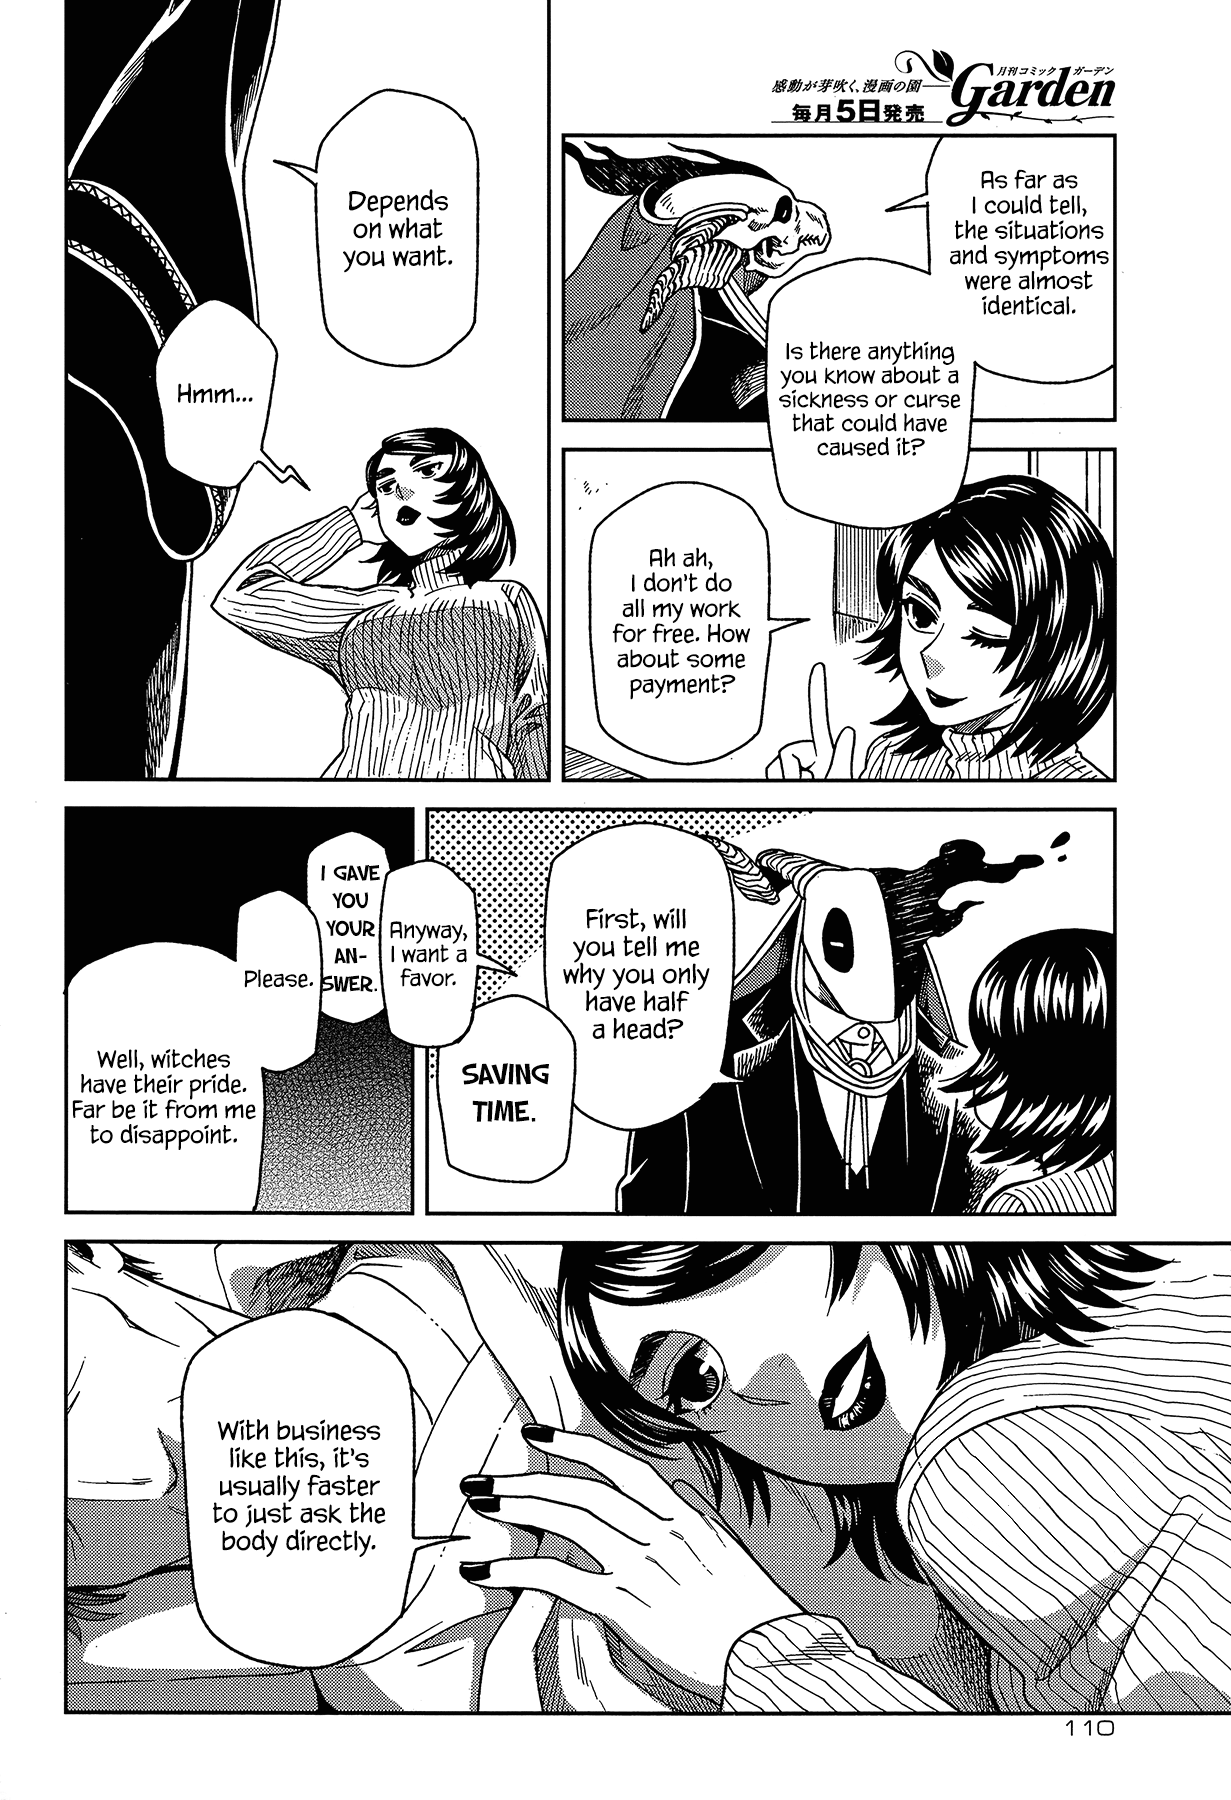 感動が芽吹く、漫画の園
毎月5日発売
月刊コミック ガーデン
Garden
As far as
I could tell,
the situations
and symptoms
were almost
identical.
Is there anything
you know about a
sickness or curse
that could have
caused it?
Ah ah,
I don't do
all my work
for free. How
about some
payment?
Depends
on what
you want.
Hmm...
First, will
you tell me
why you only
have half
a head?
SAVING
TIME.
Anyway,
I want a
favor.
I GAVE
YOU
YOUR
AN-
SWER.
Please.
Well, witches
have their pride.
Far be it from me
to disappoint.
With business
like this, it's
usually faster
to just ask the
body directly.
110